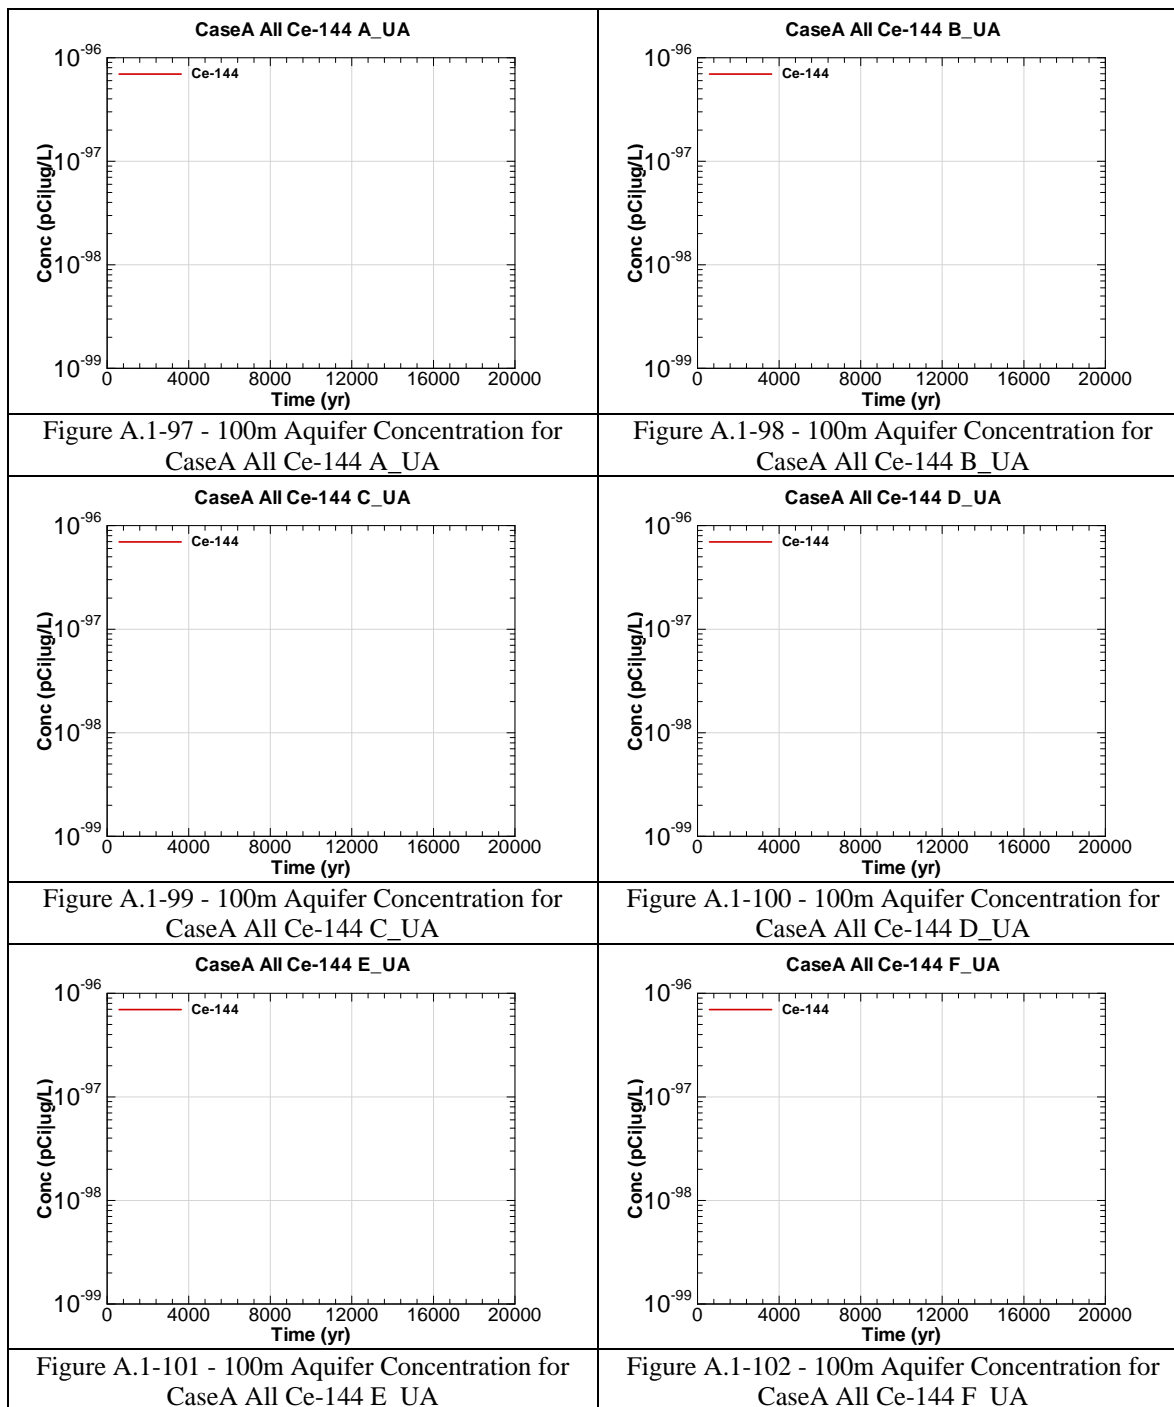 CaseA All Ce-144 A_UA
Ce-144
10-96
10-97
10-98
10-99
Conc (pCi|ug/L)
0 4000 8000 12000 16000 20000
Time (yr)
Figure A.1-97 - 100m Aquifer Concentration for
CaseA All Ce-144 A_UA
CaseA All Ce-144 B_UA
Ce-144
10-96
10-97
10-98
10-99
Conc (pCi|ug/L)
0 4000 8000 12000 16000 20000
Time (yr)
Figure A.1-98 - 100m Aquifer Concentration for
CaseA All Ce-144 B_UA
CaseA All Ce-144 C_UA
Ce-144
10-96
10-97
10-98
10-99
Conc (pCi|ug/L)
0 4000 8000 12000 16000 20000
Time (yr)
Figure A.1-99 - 100m Aquifer Concentration for
CaseA All Ce-144 C_UA
CaseA All Ce-144 D_UA
Ce-144
10-96
10-97
10-98
10-99
Conc (pCi|ug/L)
0 4000 8000 12000 16000 20000
Time (yr)
Figure A.1-100 - 100m Aquifer Concentration for
CaseA All Ce-144 D_UA
CaseA All Ce-144 E_UA
Ce-144
10-96
10-97
10-98
10-99
Conc (pCi|ug/L)
0 4000 8000 12000 16000 20000
Time (yr)
Figure A.1-101 - 100m Aquifer Concentration for
CaseA All Ce-144 E_UA
CaseA All Ce-144 F_UA
Ce-144
10-96
10-97
10-98
10-99
Conc (pCi|ug/L)
0 4000 8000 12000 16000 20000
Time (yr)
Figure A.1-102 - 100m Aquifer Concentration for
CaseA All Ce-144 F_UA